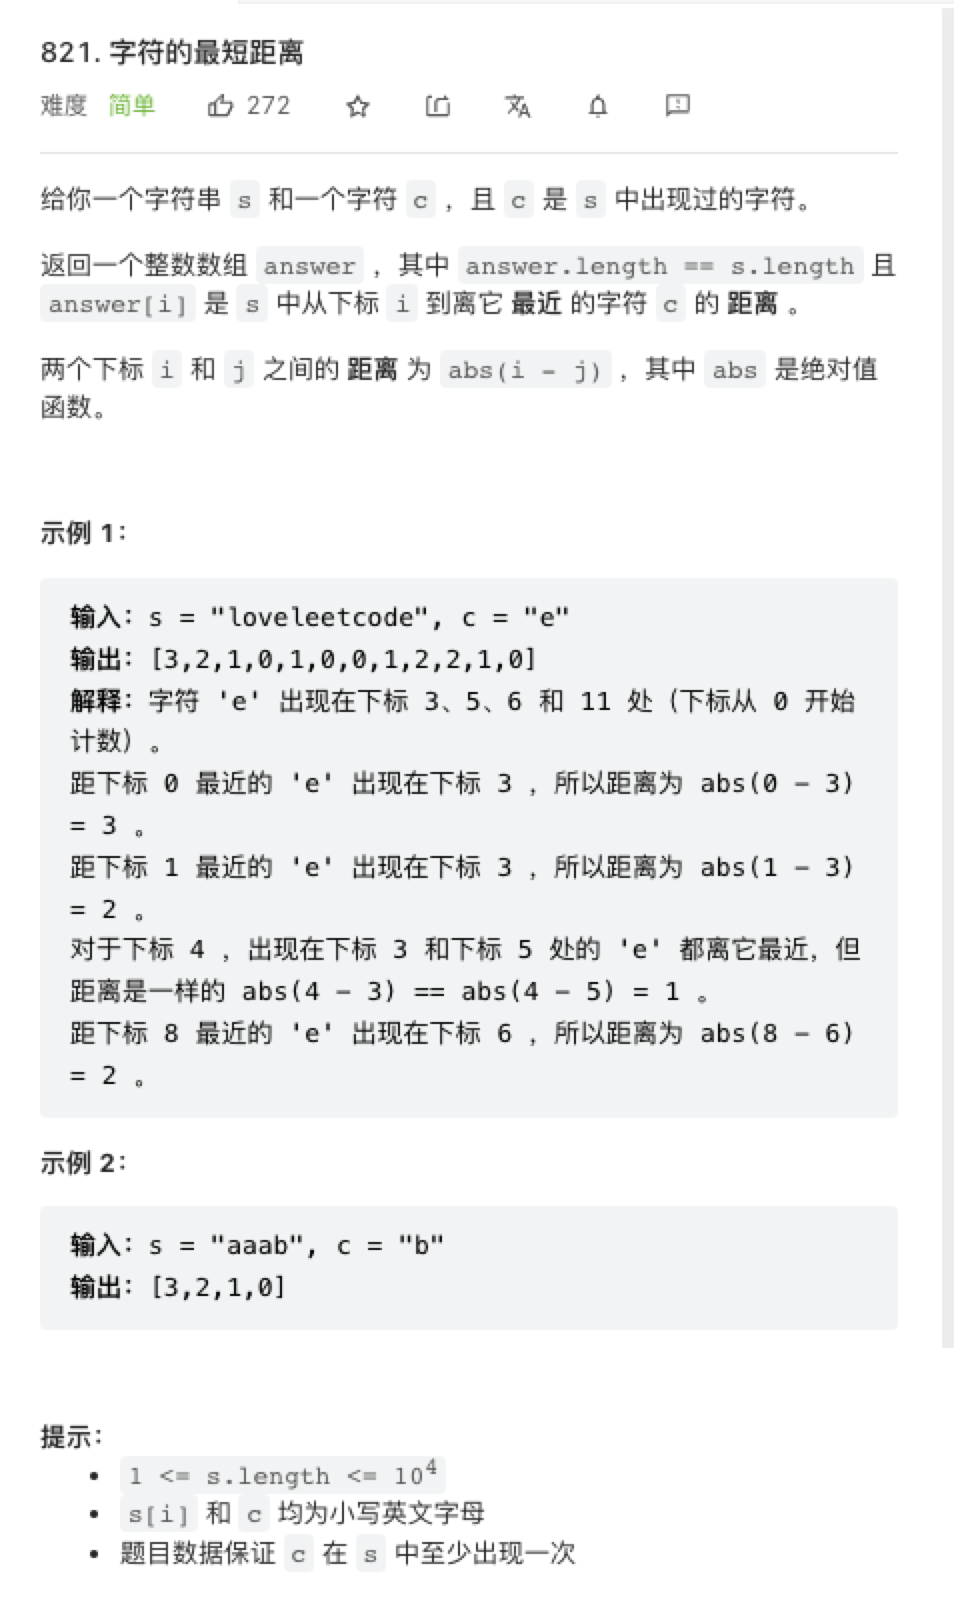 821. 字符的最短距离
难度 简单 272
给你一个字符串 s 和一个字符 c ，且 c 是 s 中出现过的字符。
返回一个整数数组 answer ，其中 answer.length == s.length 且
answer[i] 是 s 中从下标 i 到离它 最近 的字符 c 的 距离 。
两个下标 i 和 j 之间的 距离 为 abs(i - j) ，其中 abs 是绝对值
函数。
示例 1：
输入：s = "loveleetcode", c = "e"
输出：[3,2,1,0,1,0,0,1,2,2,1,0]
解释：字符 'e' 出现在下标 3、5、6 和 11 处（下标从 0 开始
计数）。
距下标 0 最近的 'e' 出现在下标 3 ，所以距离为 abs(0 - 3)
= 3 。
距下标 1 最近的 'e' 出现在下标 3 ，所以距离为 abs(1 - 3)
= 2 。
对于下标 4 ，出现在下标 3 和下标 5 处的 'e' 都离它最近，但
距离是一样的 abs(4 - 3) == abs(4 - 5) = 1 。
距下标 8 最近的 'e' 出现在下标 6 ，所以距离为 abs(8 - 6)
= 2 。
示例 2：
输入：s = "aaab", c = "b"
输出：[3,2,1,0]
提示：
• 1 <= s.length <= 10⁴
• s[i] 和 c 均为小写英文字母
• 题目数据保证 c 在 s 中至少出现一次